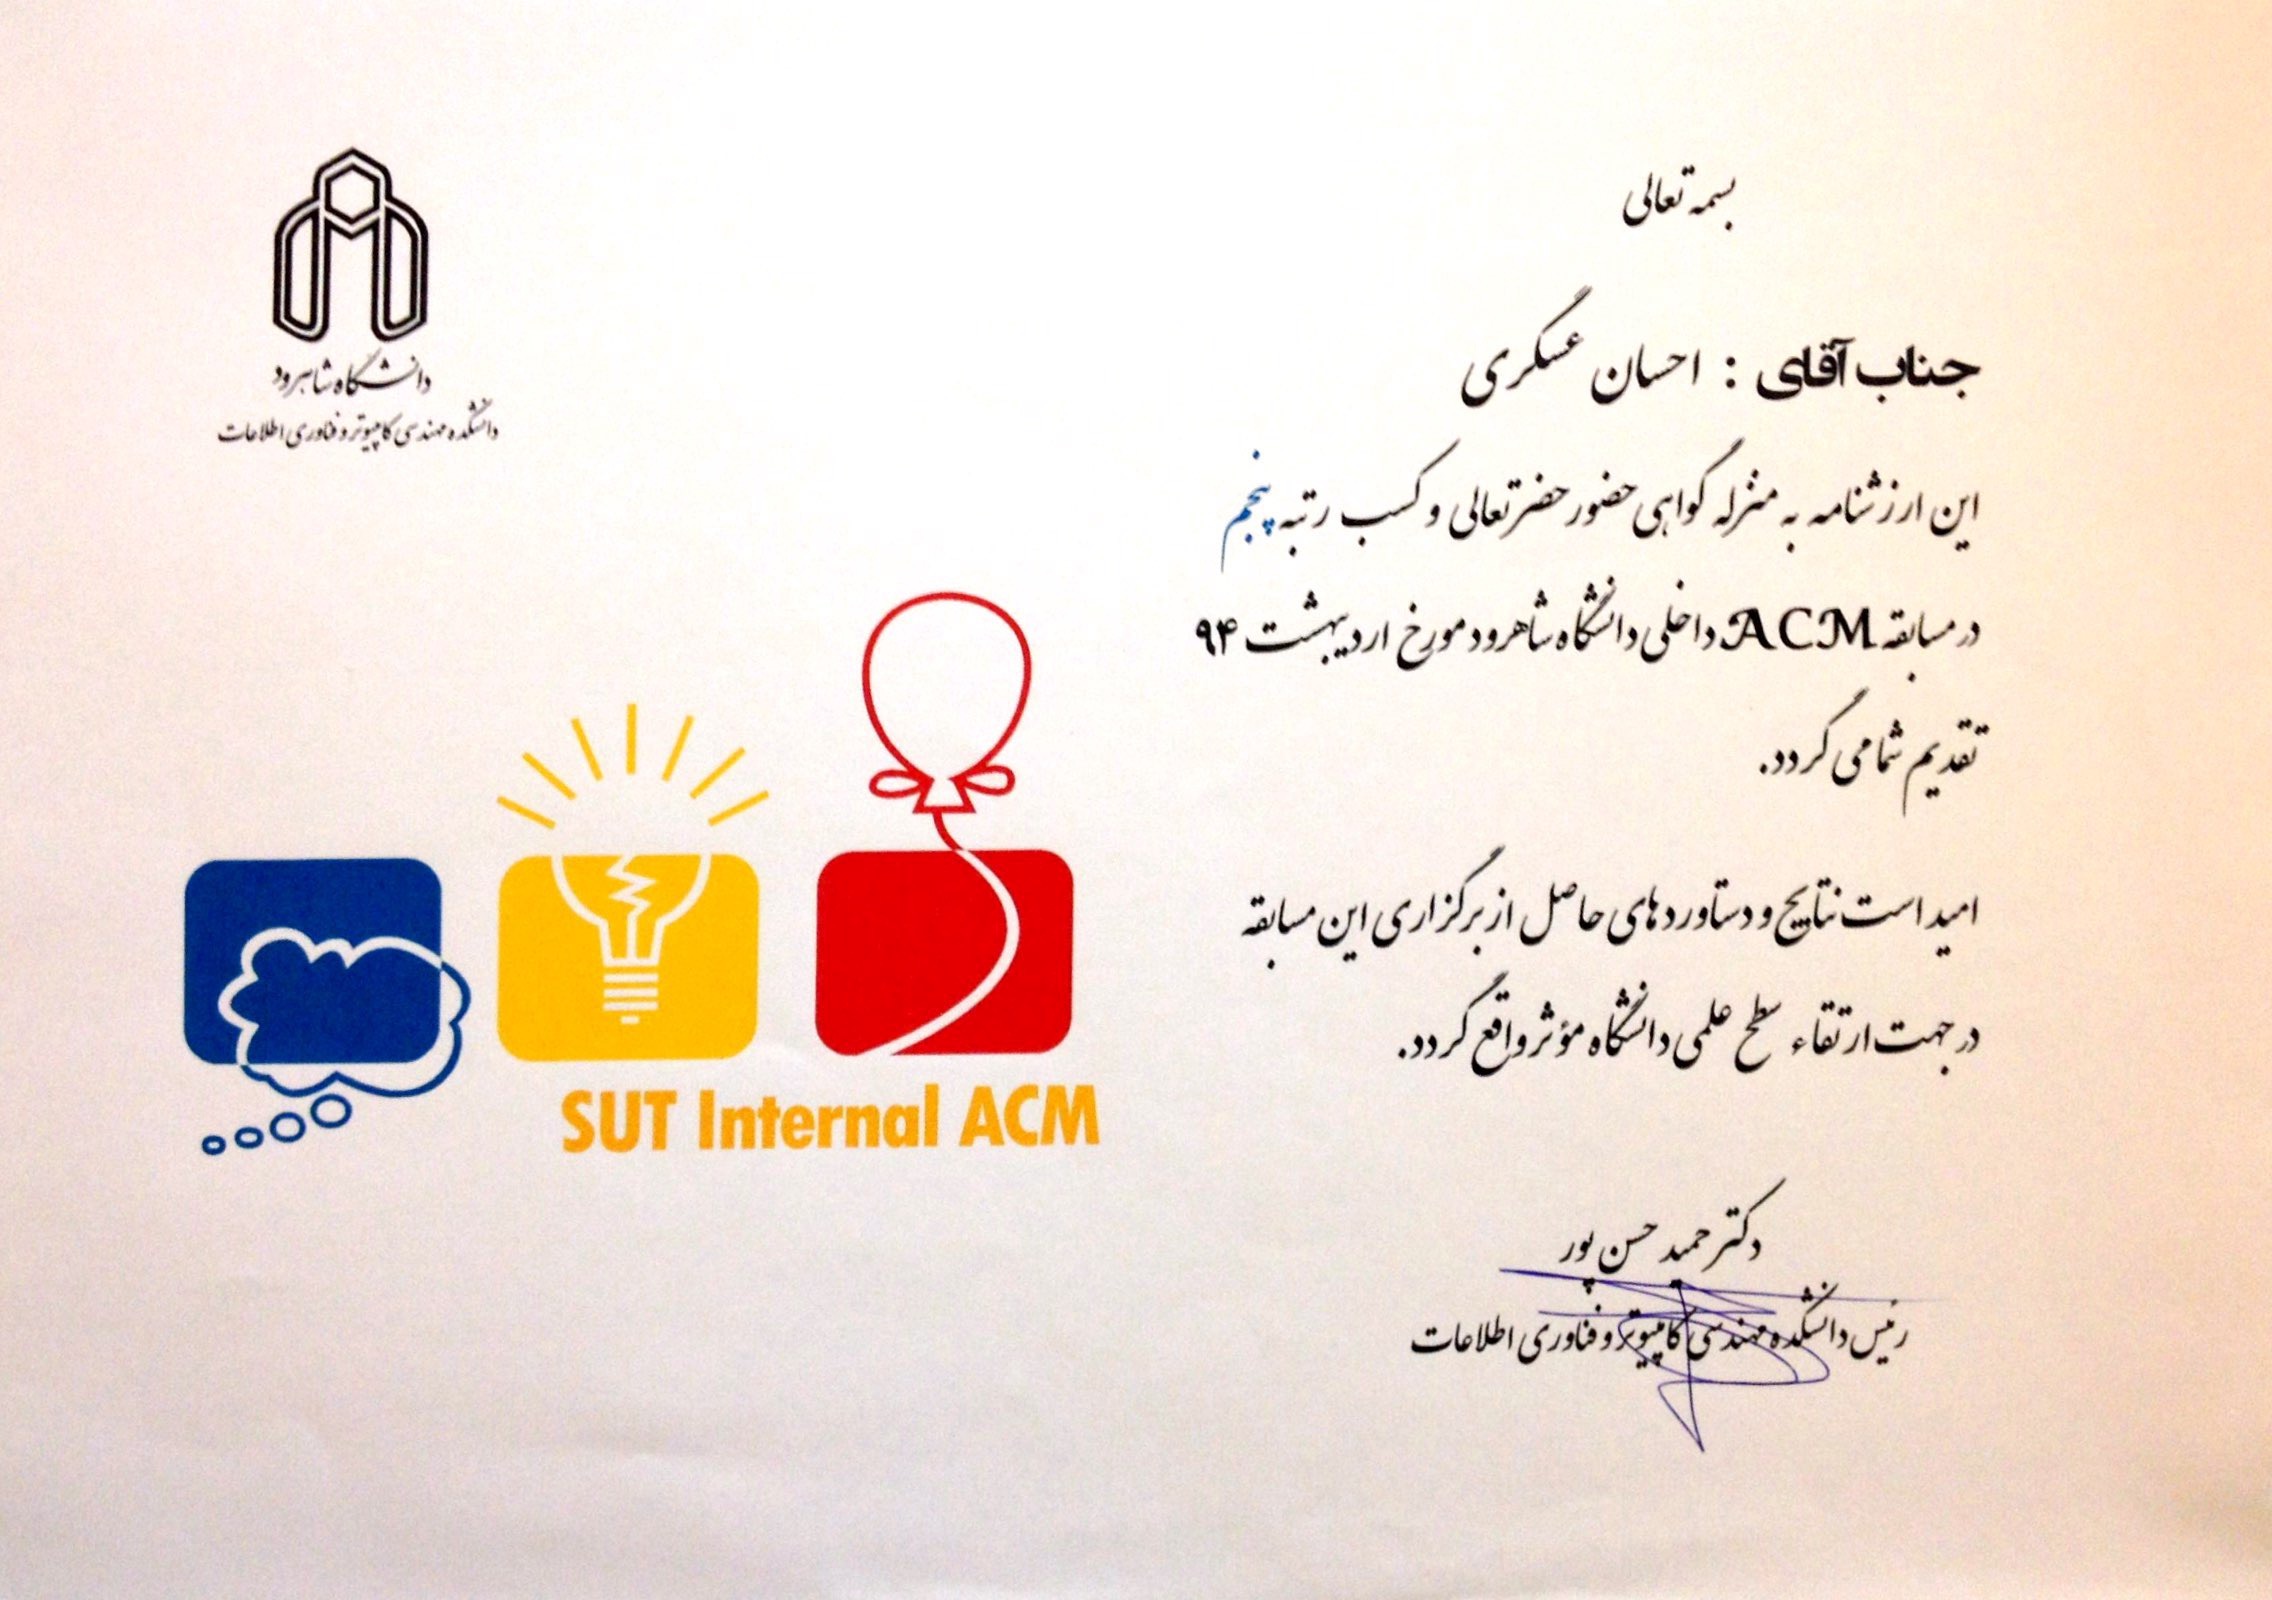 بسمه تعالی
دانشگاه شاهرود
دانشکده مهندسی کامپیوتر و فناوری اطلاعات
جناب آقای : احسان عسگری
این ارزشنامه به منزله گواهی حضور حضرتعالی و کسب رتبه پنجم
در مسابقه ACM داخلی دانشگاه شاهرود مورخ اردیبهشت ۹۴
تقدیم شما می گردد.
امید است نتایج و دستاوردهای حاصل از برگزاری این مسابقه
در جهت ارتقاء سطح علمی دانشگاه مؤثر واقع گردد.
SUT Internal ACM
دکتر حمید حسن پور
رئیس دانشکده مهندسی کامپیوتر و فناوری اطلاعات